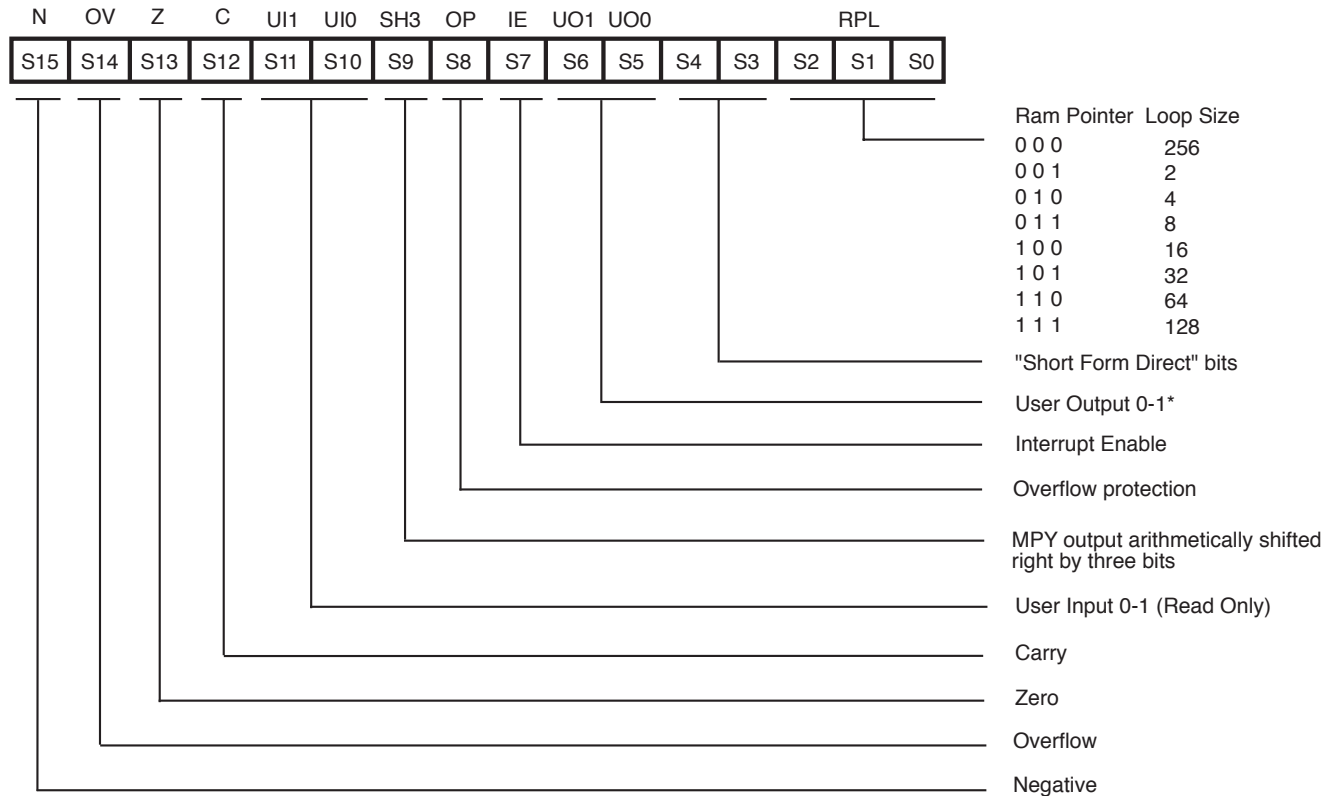 N OV Z C UI1 UI0 SH3 OP IE UO1 UO0 RPL
S15 S14 S13 S12 S11 S10 S9 S8 S7 S6 S5 S4 S3 S2 S1 S0
Ram Pointer Loop Size
0 0 0 256
0 0 1 2
0 1 0 4
0 1 1 8
1 0 0 16
1 0 1 32
1 1 0 64
1 1 1 128
"Short Form Direct" bits
User Output 0-1*
Interrupt Enable
Overflow protection
MPY output arithmetically shifted
right by three bits
User Input 0-1 (Read Only)
Carry
Zero
Overflow
Negative